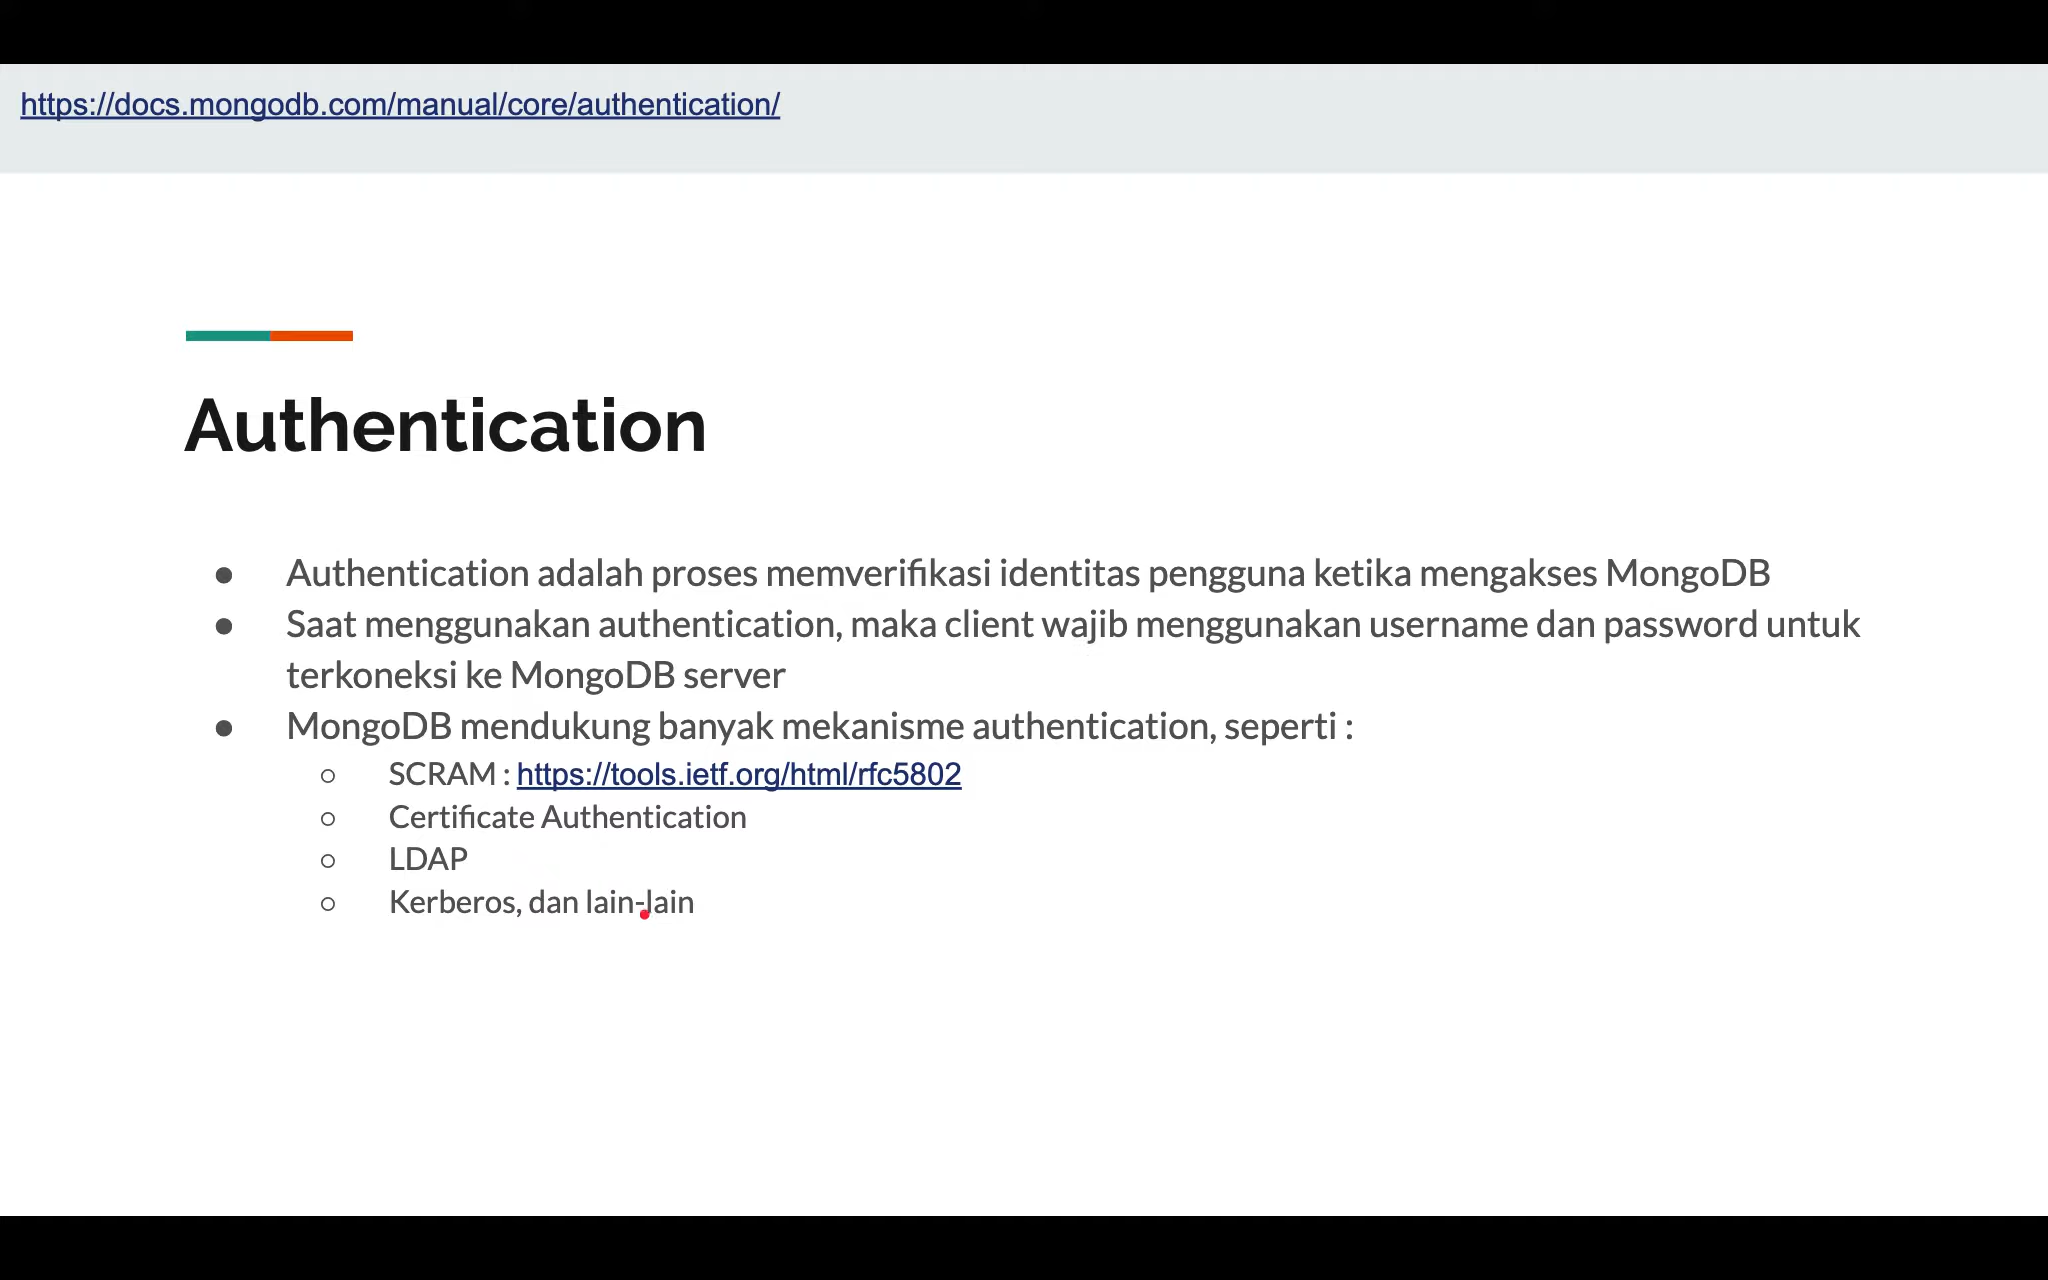 https://docs.mongodb.com/manual/core/authentication/
Authentication
● Authentication adalah proses memverifikasi identitas pengguna ketika mengakses MongoDB
● Saat menggunakan authentication, maka client wajib menggunakan username dan password untuk
terkoneksi ke MongoDB server
● MongoDB mendukung banyak mekanisme authentication, seperti :
○ SCRAM : https://tools.ietf.org/html/rfc5802
○ Certificate Authentication
○ LDAP
○ Kerberos, dan lain-lain